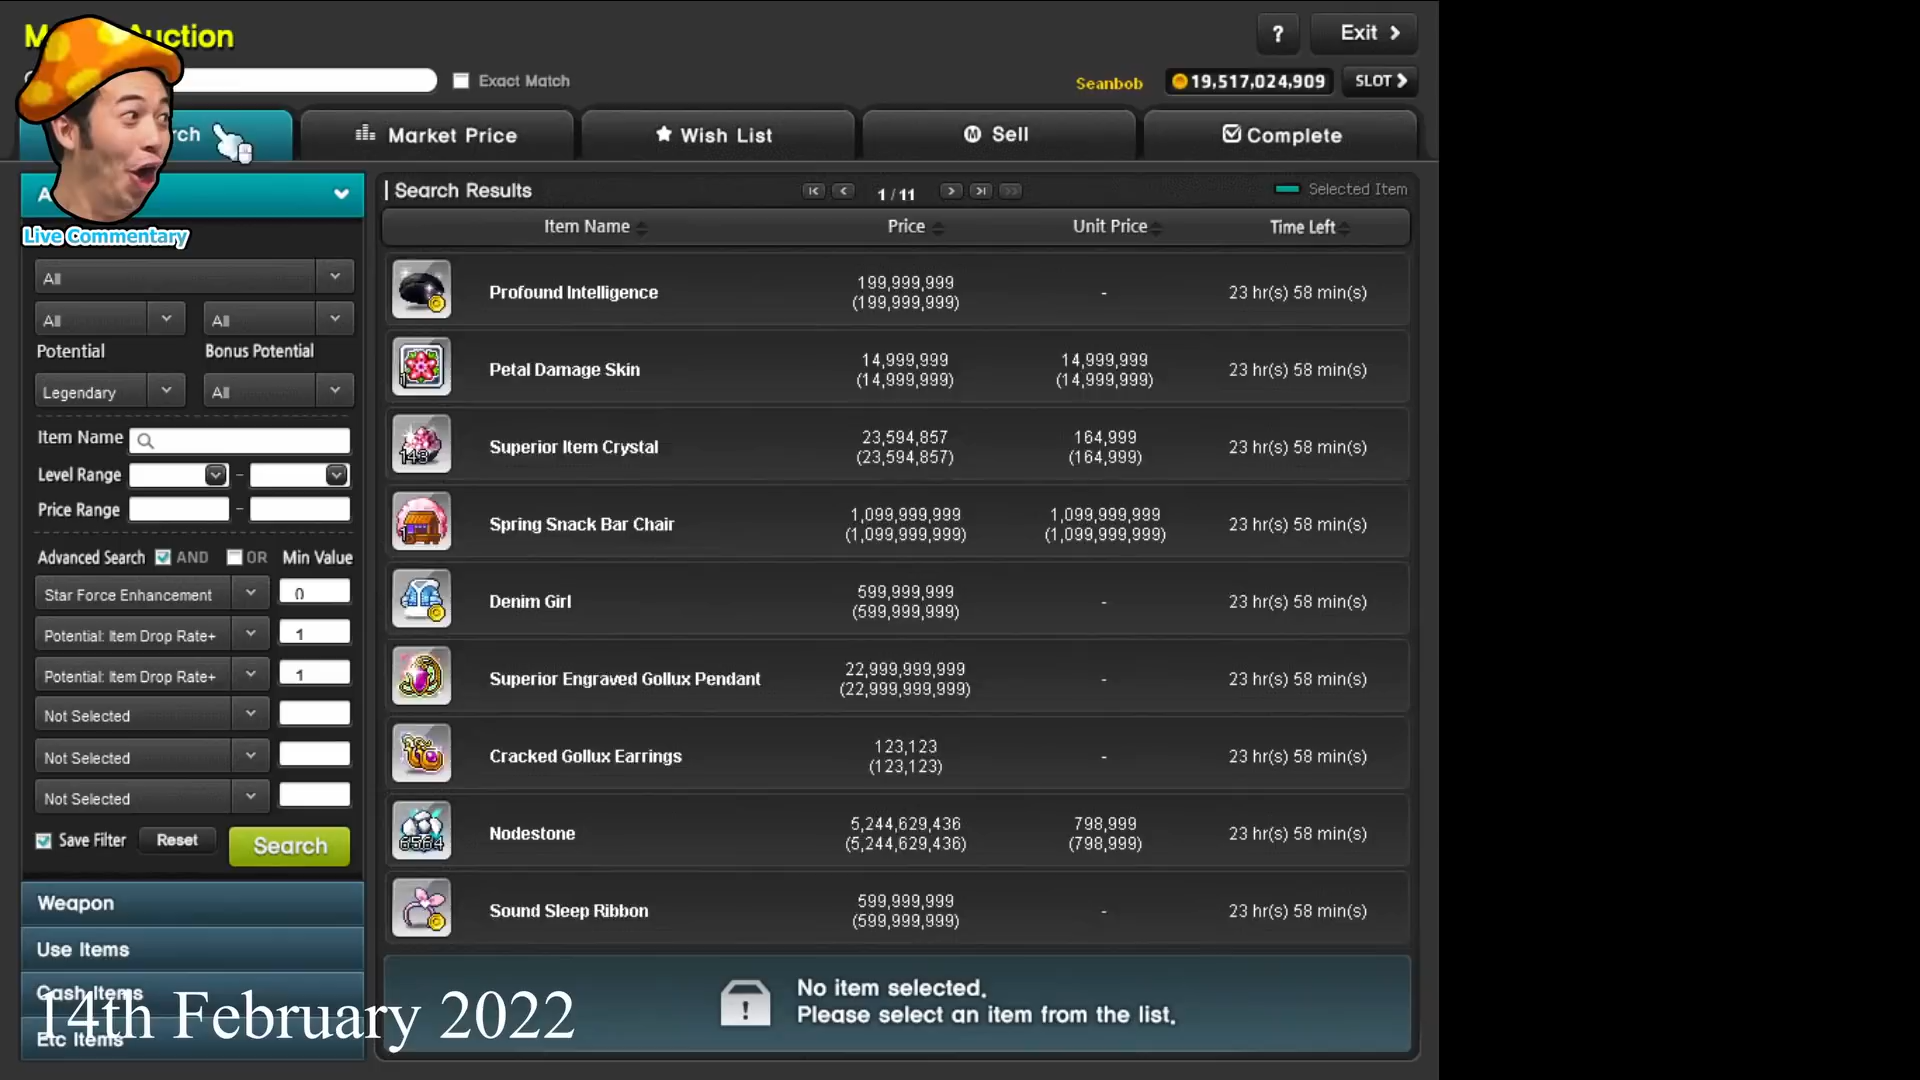 uction
Exact Match
Seanbob
19,517,024,909
SLOT
?
Exit
rch
Market Price
Wish List
Sell
Complete
A
Live Commentary
All
All
All
Potential
Bonus Potential
Legendary
All
Item Name
Level Range
-
Price Range
-
Advanced Search
AND
OR
Min Value
Star Force Enhancement
0
Potential: Item Drop Rate+
1
Potential: Item Drop Rate+
1
Not Selected
Not Selected
Not Selected
Save Filter
Reset
Search
Weapon
Use Items
Cash Items
Etc Items
14th February 2022
Search Results
1 / 11
Selected Item
Item Name
Price
Unit Price
Time Left
Profound Intelligence
199,999,999
(199,999,999)
-
23 hr(s) 58 min(s)
1
Petal Damage Skin
14,999,999
(14,999,999)
14,999,999
(14,999,999)
23 hr(s) 58 min(s)
143
Superior Item Crystal
23,594,857
(23,594,857)
164,999
(164,999)
23 hr(s) 58 min(s)
1
Spring Snack Bar Chair
1,099,999,999
(1,099,999,999)
1,099,999,999
(1,099,999,999)
23 hr(s) 58 min(s)
Denim Girl
599,999,999
(599,999,999)
-
23 hr(s) 58 min(s)
Superior Engraved Gollux Pendant
22,999,999,999
(22,999,999,999)
-
23 hr(s) 58 min(s)
Cracked Gollux Earrings
123,123
(123,123)
-
23 hr(s) 58 min(s)
6564
Nodestone
5,244,629,436
(5,244,629,436)
798,999
(798,999)
23 hr(s) 58 min(s)
Sound Sleep Ribbon
599,999,999
(599,999,999)
-
23 hr(s) 58 min(s)
No item selected.
Please select an item from the list.